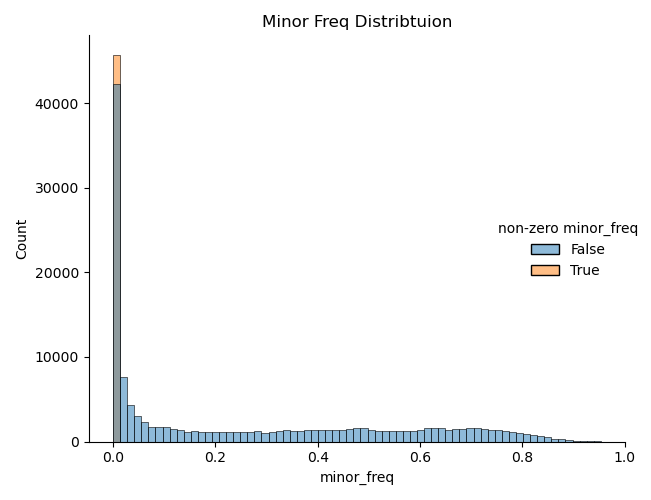 Minor Freq Distribtuion
40000
30000
20000
10000
0
Count
non-zero minor_freq
False
True
0.0 0.2 0.4 0.6 0.8 1.0
minor_freq